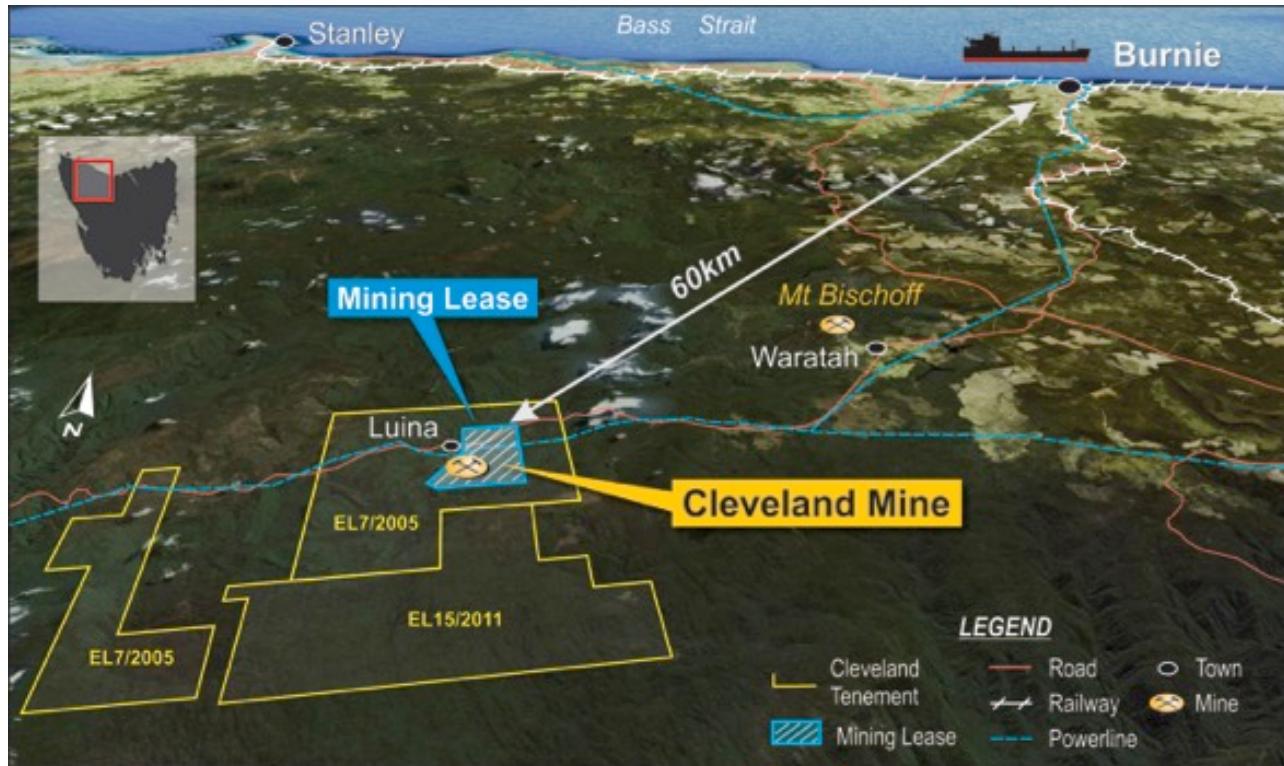 Bass Strait
Stanley
Burnie
60km
Mt Bischoff
Mining Lease
Waratah
N
Luina
Cleveland Mine
EL7/2005
EL15/2011
EL7/2005
LEGEND
Cleveland
Tenement
Road
Town
Railway
Mine
Mining Lease
Powerline